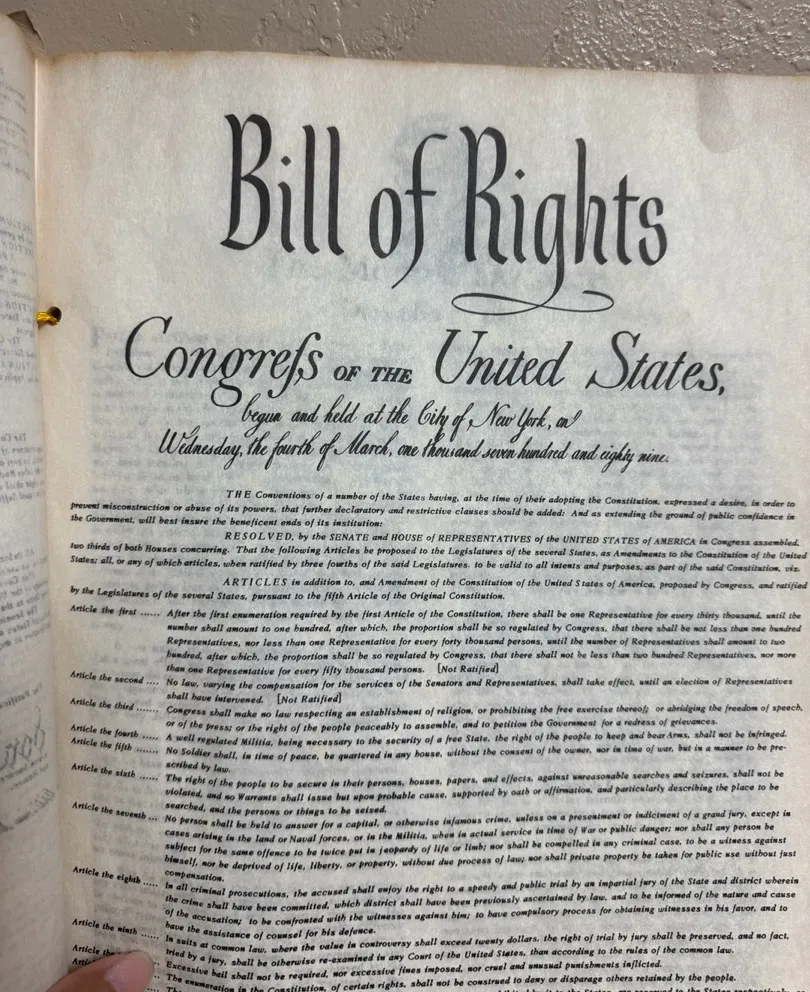 Bill of Rights
Congreſs OF THE United States,
begun and held at the City of New York, on
Wednesday, the fourth of March, one thousand seven hundred and eighty nine.
THE Conventions of a number of the States having, at the time of their adopting the Constitution, expressed a desire, in order to
prevent misconstruction or abuse of its powers, that further declaratory and restrictive clauses should be added: And as extending the ground of public confidence in
the Government, will best insure the beneficent ends of its institution:
RESOLVED, by the SENATE and HOUSE of REPRESENTATIVES of the UNITED STATES of AMERICA in Congress assembled,
two thirds of both Houses concurring. That the following Articles be proposed to the Legislatures of the several States, as Amendments to the Constitution of the United
States; all, or any of which articles, when ratified by three fourths of the said Legislatures. to be valid to all intents and purposes, as part of the said Constitution, viz.
ARTICLES in addition to, and Amendment of the Constitution of the United States of America, proposed by Congress, and ratified
by the Legislatures of the several States, pursuant to the fifth Article of the Original Constitution.
Article the first ...... After the first enumeration required by the first Article of the Constitution, there shall be one Representative for every thirty thousand, until the
number shall amount to one hundred, after which, the proportion shall be so regulated by Congress, that there shall be not less than one hundred
Representatives, nor less than one Representative for every forty thousand persons, until the number of Representatives shall amount to two
hundred, after which, the proportion shall be so regulated by Congress, that there shall not be less than two hundred Representatives, nor more
than one Representative for every fifty thousand persons. [Not Ratified]
Article the second .... No law, varying the compensation for the services of the Senators and Representatives, shall take effect, until an election of Representatives
shall have intervened. [Not Ratified]
Article the third ....... Congress shall make no law respecting an establishment of religion, or prohibiting the free exercise thereof; or abridging the freedom of speech,
or of the press; or the right of the people peaceably to assemble, and to petition the Government for a redress of grievances.
Article the fourth ...... A well regulated Militia, being necessary to the security of a free State, the right of the people to keep and bear Arms, shall not be infringed.
Article the fifth ....... No Soldier shall, in time of peace, be quartered in any house, without the consent of the owner, nor in time of war, but in a manner to be pre-
scribed by law.
Article the sixth ...... The right of the people to be secure in their persons, houses, papers, and effects, against unreasonable searches and seizures, shall not be
violated, and no Warrants shall issue but upon probable cause, supported by oath or affirmation, and particularly describing the place to be
searched, and the persons or things to be seized.
Article the seventh ... No person shall be held to answer for a capital, or otherwise infamous crime, unless on a presentment or indictment of a grand jury, except in
cases arising in the land or Naval forces, or in the Militia, when in actual service in time of War or public danger; nor shall any person be
subject for the same offence to be twice put in jeopardy of life or limb; nor shall be compelled in any criminal case, to be a witness against
himself, nor be deprived of life, liberty, or property, without due process of law; nor shall private property be taken for public use without just
compensation.
Article the eighth ..... In all criminal prosecutions, the accused shall enjoy the right to a speedy and public trial by an impartial jury of the State and district wherein
the crime shall have been committed, which district shall have been previously ascertained by law, and to be informed of the nature and cause
of the accusation; to be confronted with the witnesses against him; to have compulsory process for obtaining witnesses in his favor, and to
have the assistance of counsel for his defence.
Article the ninth ...... In suits at common law, where the value in controversy shall exceed twenty dollars, the right of trial by jury shall be preserved, and no fact,
tried by a jury, shall be otherwise re-examined in any Court of the United States, than according to the rules of the common law.
Article the Excessive bail shall not be required, nor excessive fines imposed, nor cruel and unusual punishments inflicted.
The enumeration in the Constitution, of certain rights, shall not be construed to deny or disparage others retained by the people.